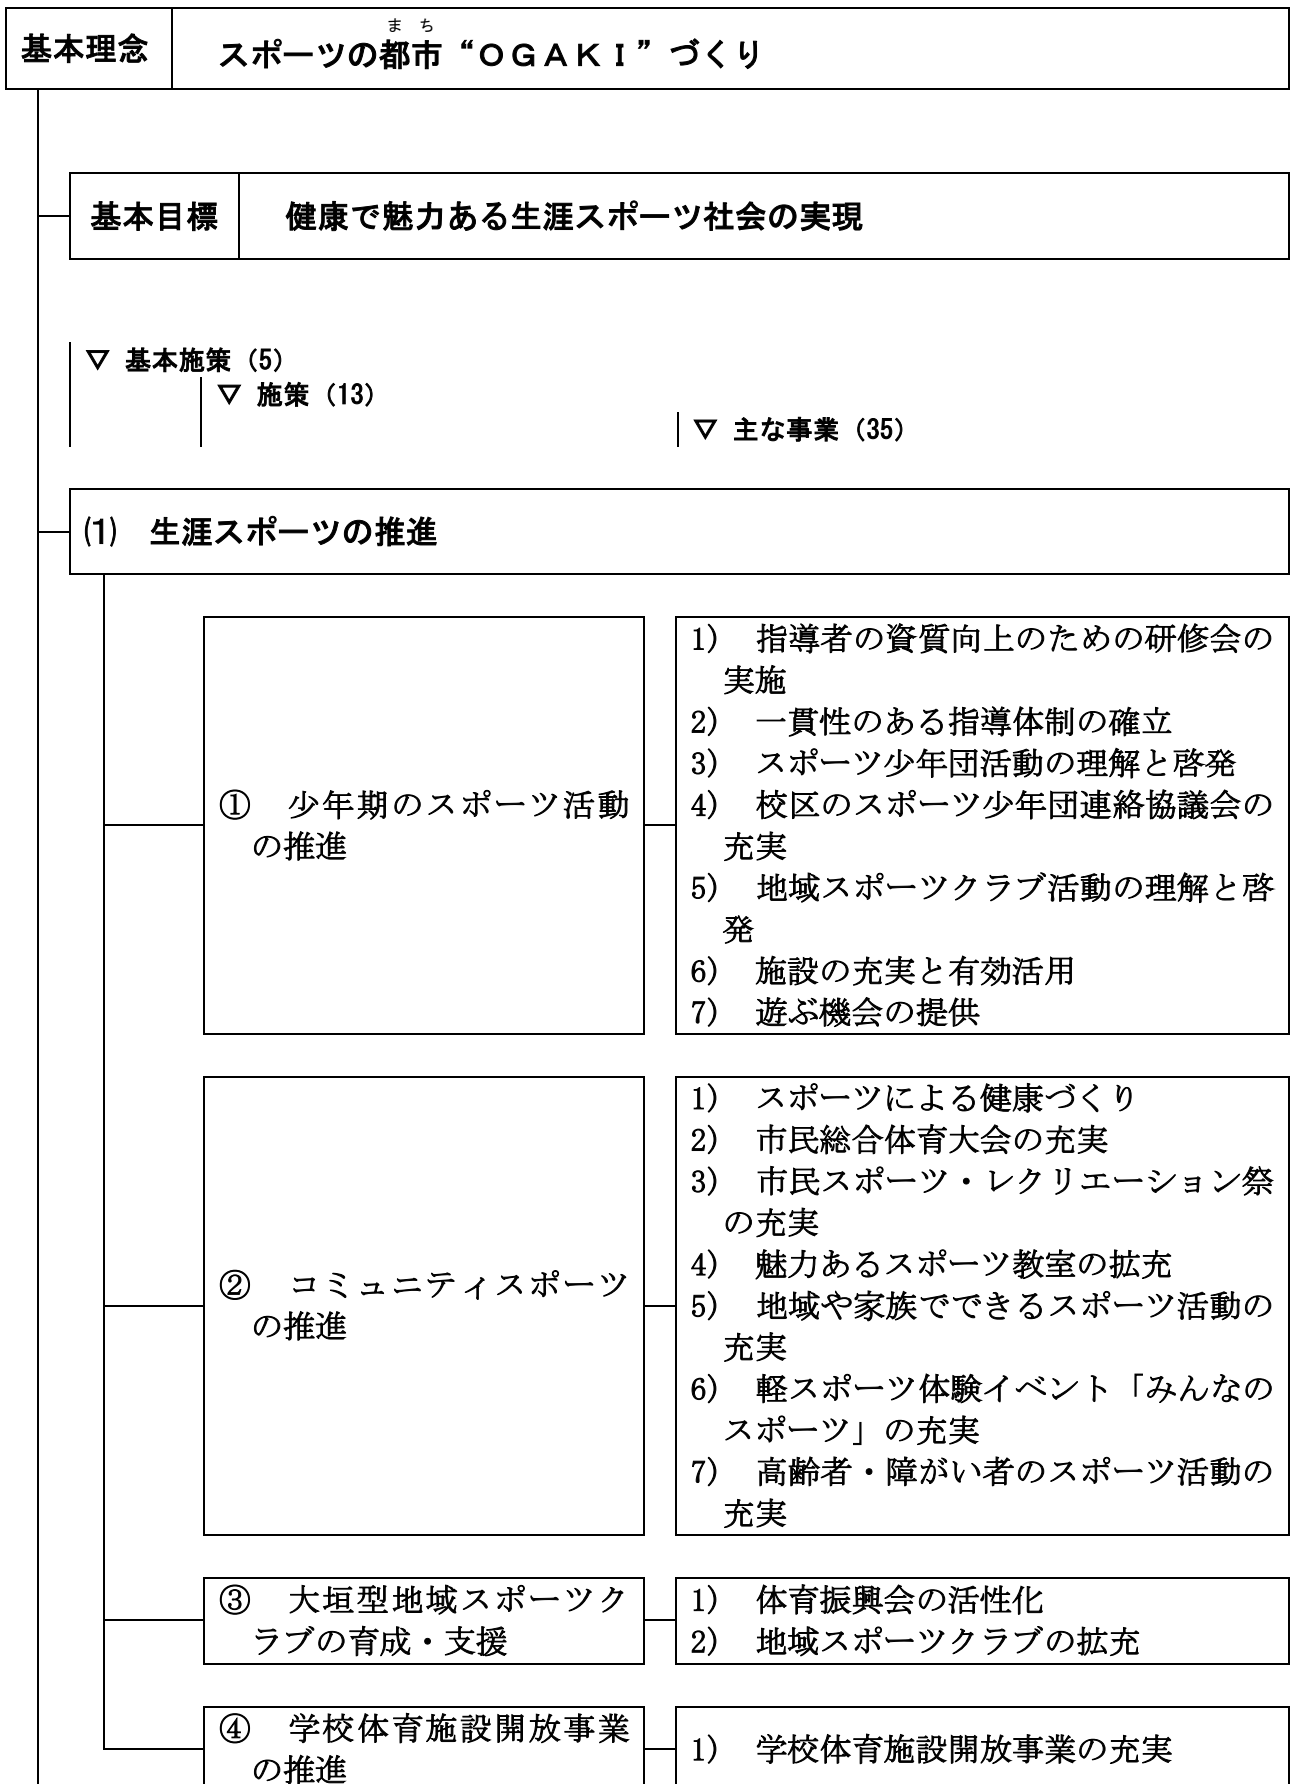 まち
基本理念 スポーツの都市“ＯＧＡＫＩ”づくり
基本目標 健康で魅力ある生涯スポーツ社会の実現
▽ 基本施策（5）
▽ 施策（13）
▽ 主な事業（35）
⑴ 生涯スポーツの推進
① 少年期のスポーツ活動
の推進
1) 指導者の資質向上のための研修会の
実施
2) 一貫性のある指導体制の確立
3) スポーツ少年団活動の理解と啓発
4) 校区のスポーツ少年団連絡協議会の
充実
5) 地域スポーツクラブ活動の理解と啓
発
6) 施設の充実と有効活用
7) 遊ぶ機会の提供
② コミュニティスポーツ
の推進
1) スポーツによる健康づくり
2) 市民総合体育大会の充実
3) 市民スポーツ・レクリエーション祭
の充実
4) 魅力あるスポーツ教室の拡充
5) 地域や家族でできるスポーツ活動の
充実
6) 軽スポーツ体験イベント「みんなの
スポーツ」の充実
7) 高齢者・障がい者のスポーツ活動の
充実
③ 大垣型地域スポーツク
ラブの育成・支援
1) 体育振興会の活性化
2) 地域スポーツクラブの拡充
④ 学校体育施設開放事業
の推進
1) 学校体育施設開放事業の充実